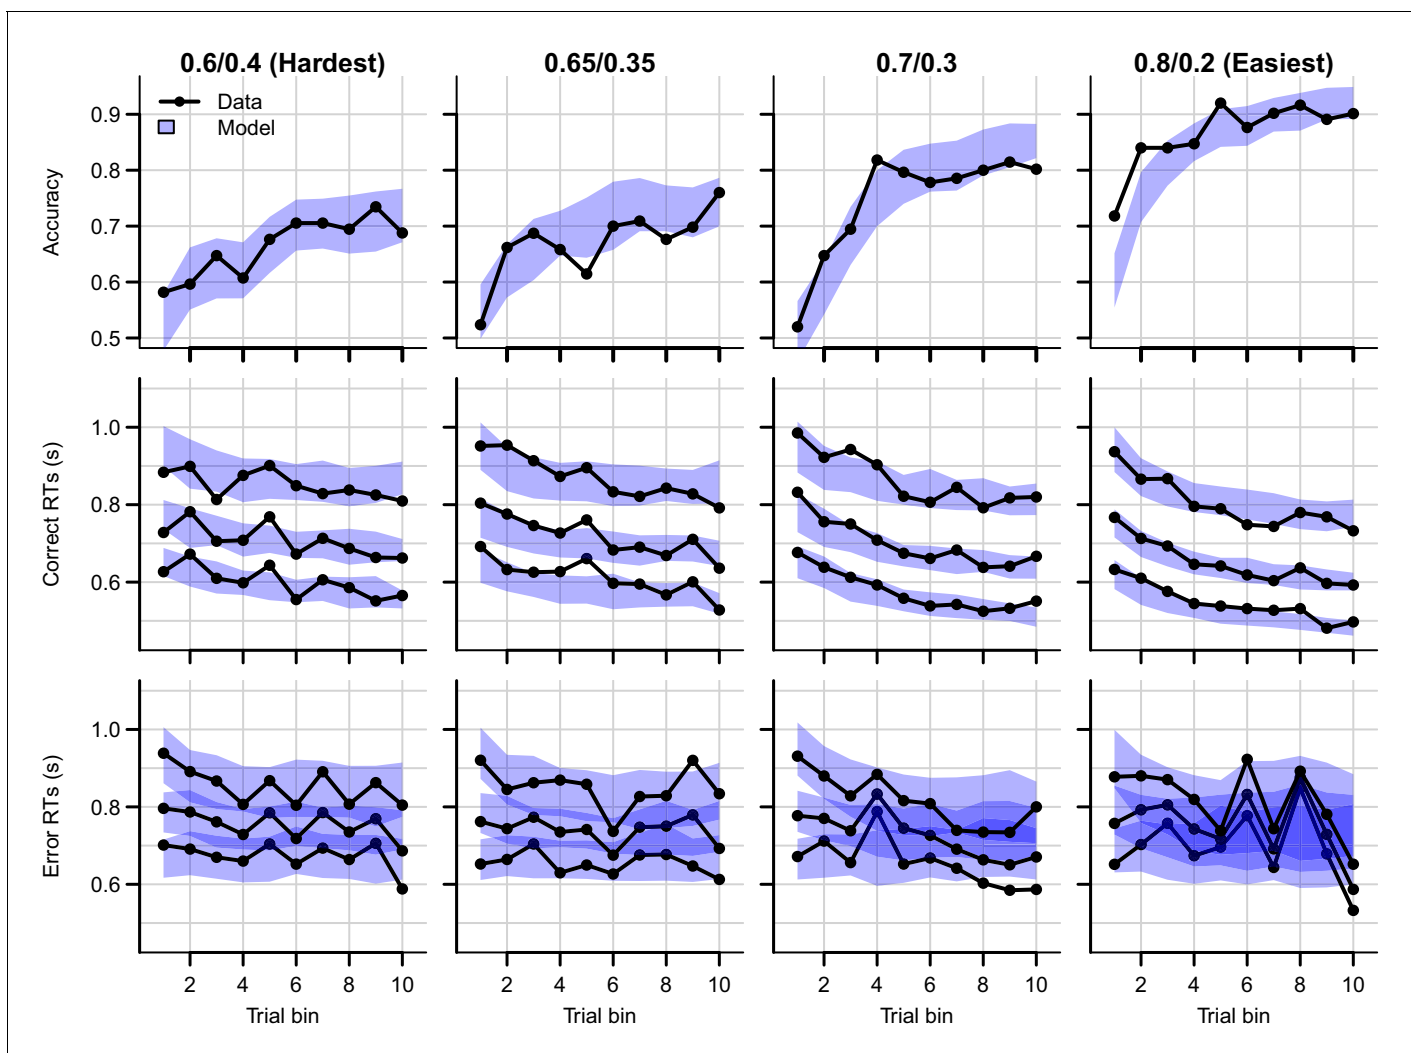 0.6/0.4 (Hardest) 0.65/0.35 0.7/0.3 0.8/0.2 (Easiest)
Data
Model
Accuracy
0.9
0.8
0.7
0.6
0.5
Correct RTs (s)
1.0
0.8
0.6
Error RTs (s)
1.0
0.8
0.6
2 4 6 8 10 2 4 6 8 10 2 4 6 8 10 2 4 6 8 10
Trial bin Trial bin Trial bin Trial bin